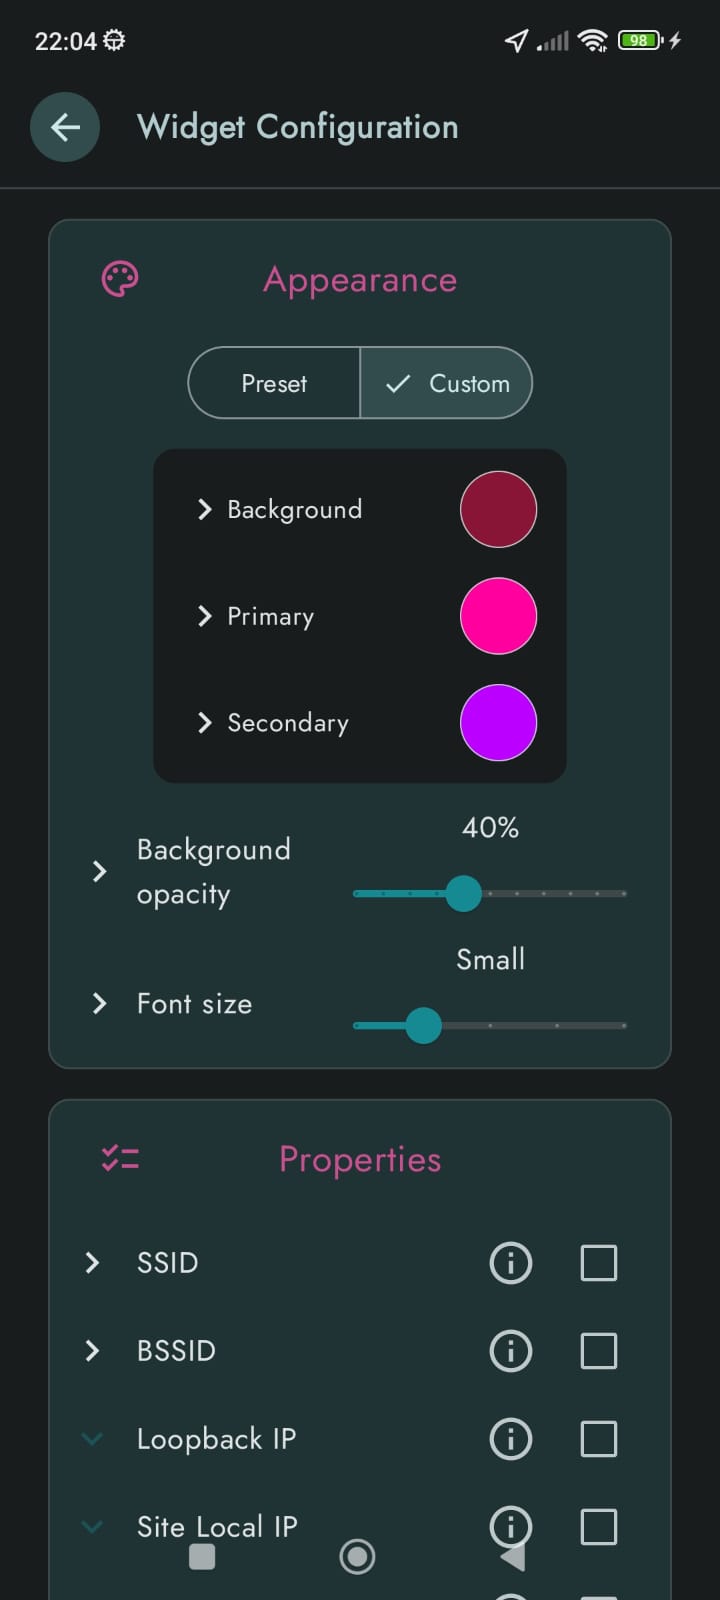 22:04
98
Widget Configuration
Appearance
Preset
Custom
Background
Primary
Secondary
Background
opacity
40%
Font size
Small
Properties
SSID
BSSID
Loopback IP
Site Local IP